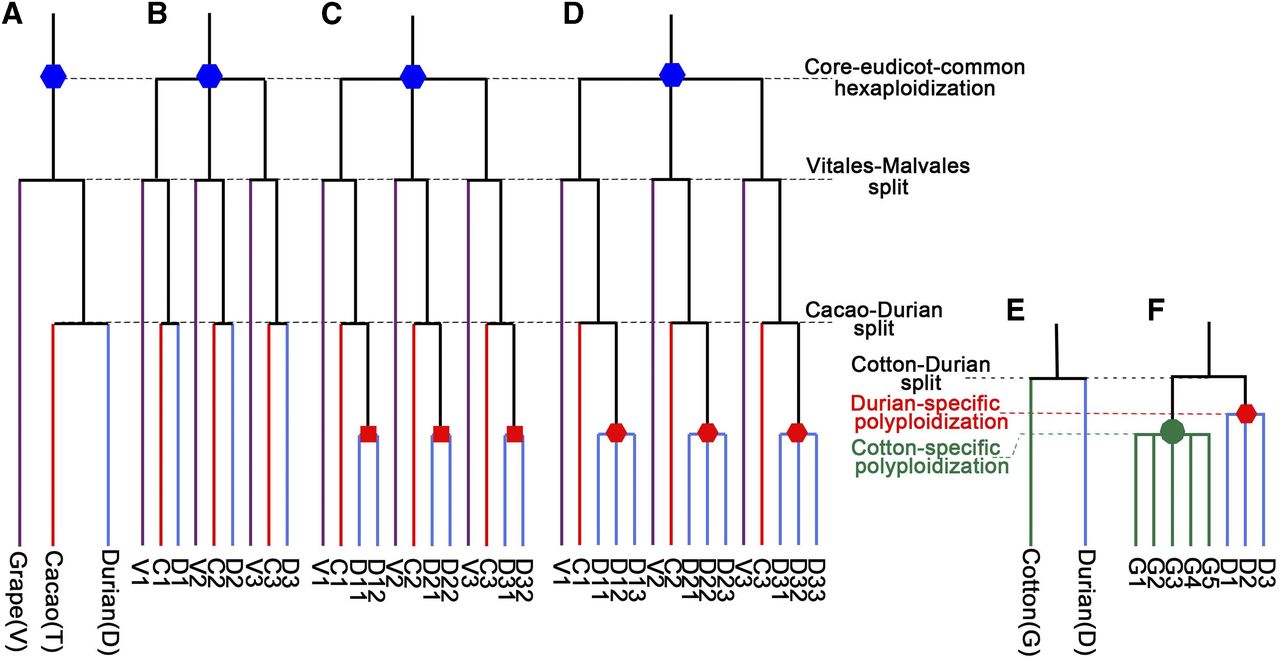 A
B
C
D
Core-eudicot-common
hexaploidization
Vitales-Malvales
split
Cacao-Durian
split
E
F
Cotton-Durian
split
Durian-specific
polyploidization
Cotton-specific
polyploidization
Grape(V)
Cacao(T)
Durian(D)
V1
C1
D1
V2
C2
D2
V3
C3
D3
V1
C1
D11
D12
V2
C2
D21
D22
V3
C3
D31
D32
V1
C1
D11
D12
D13
V2
C2
D21
D22
D23
V3
C3
D31
D32
D33
Cotton(G)
Durian(D)
G1
G2
G3
G4
G5
D1
D2
D3